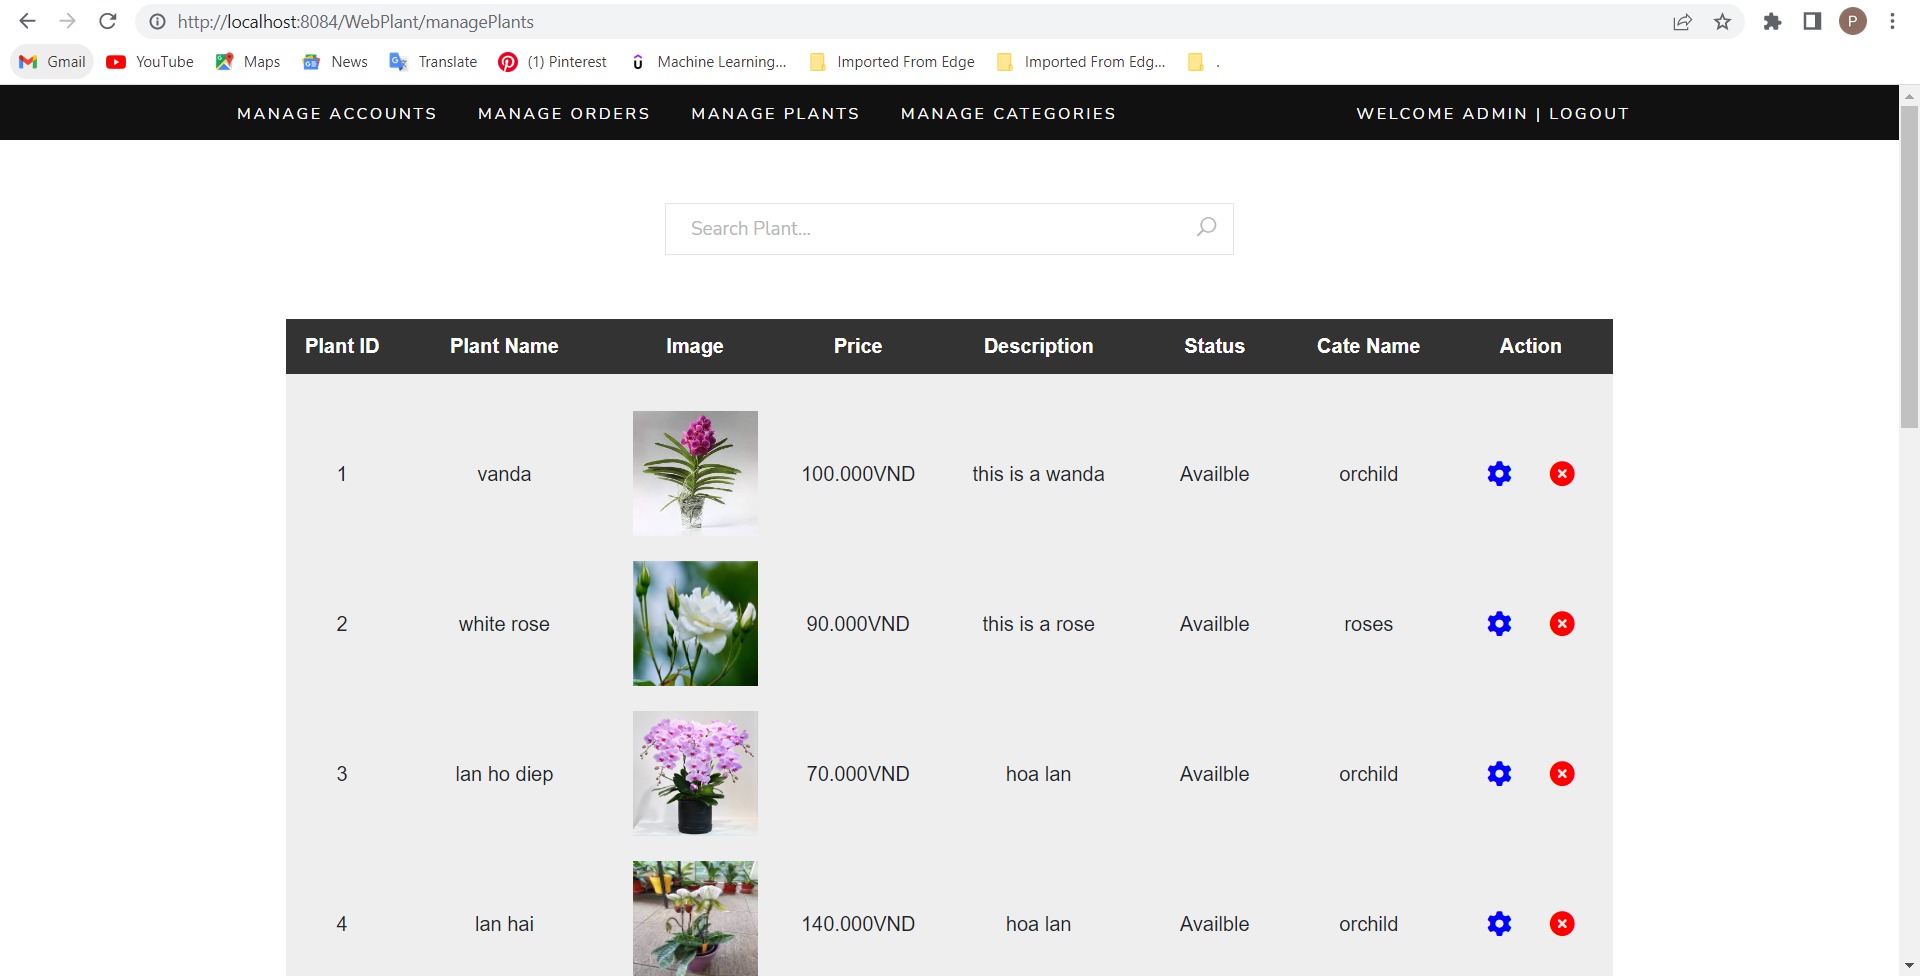 http://localhost:8084/WebPlant/managePlants
P
Gmail YouTube Maps News Translate (1) Pinterest Machine Learning... Imported From Edge Imported From Edg... .
MANAGE ACCOUNTS MANAGE ORDERS MANAGE PLANTS MANAGE CATEGORIES WELCOME ADMIN | LOGOUT
Search Plant...
Plant ID Plant Name Image Price Description Status Cate Name Action
1 vanda 100.000VND this is a wanda Availble orchild
2 white rose 90.000VND this is a rose Availble roses
3 lan ho diep 70.000VND hoa lan Availble orchild
4 lan hai 140.000VND hoa lan Availble orchild